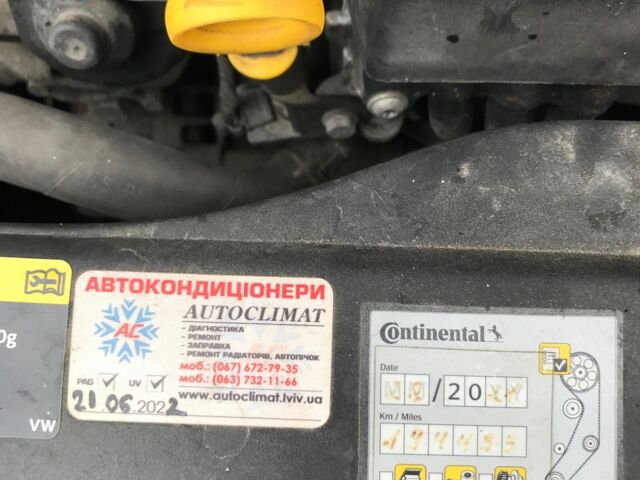 0g
VW
АВТОКОНДИЦІОНЕРИ
AC
AUTOCLIMAT
- ДІАГНОСТИКА
- РЕМОНТ
- ЗАПРАВКА
- РЕМОНТ РАДІАТОРІВ, АВТОПІЧОК
моб.: (067) 672-79-35
моб.: (063) 732-11-66
PAG UV www.autoclimat.lviv.ua
21.06.2022
Continental
Date
/20
Km / Miles